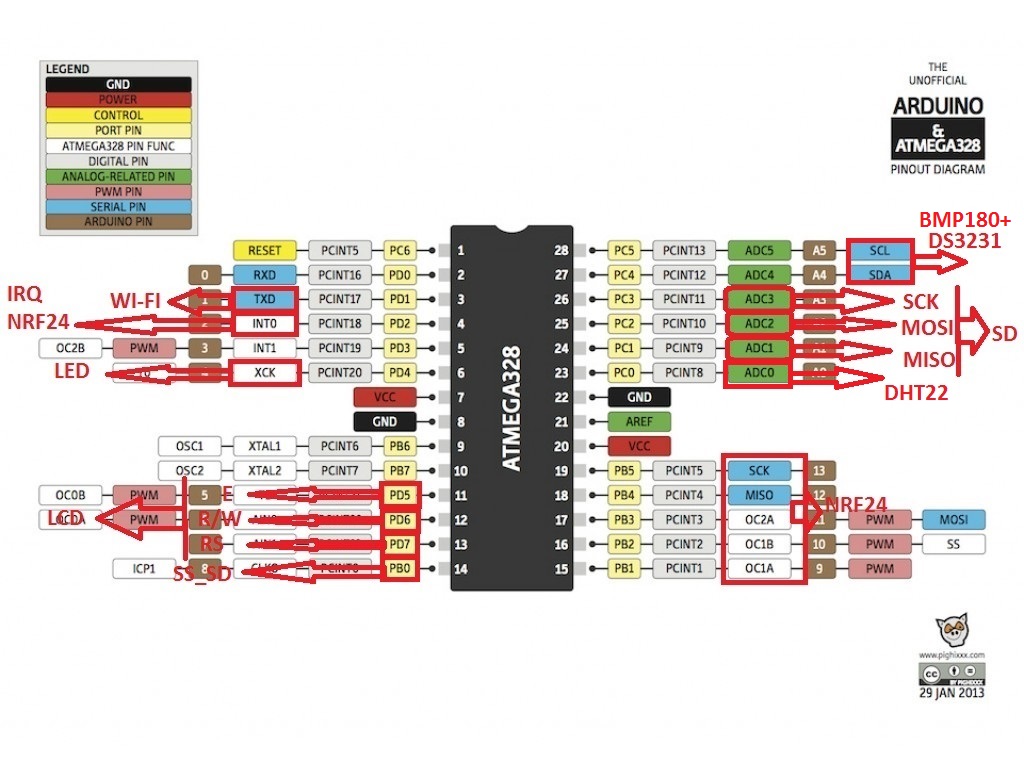 LEGEND
GND
POWER
CONTROL
PORT PIN
ATMEGA328 PIN FUNC
DIGITAL PIN
ANALOG-RELATED PIN
PWM PIN
SERIAL PIN
ARDUINO PIN
THE
UNOFFICIAL
ARDUINO
&
ATMEGA328
PINOUT DIAGRAM
BMP180+
DS3231
RESET PCINT5 PC6 1
0 RXD PCINT16 PD0 2
WI-FI TXD PCINT17 PD1 3
IRQ
NRF24 2 INT0 PCINT18 PD2 4
OC2B PWM 3 INT1 PCINT19 PD3 5
LED XCK PCINT20 PD4 6
VCC 7
GND 8
OSC1 XTAL1 PCINT6 PB6 9
OSC2 XTAL2 PCINT7 PB7 10
OC0B PWM 5 E PD5 11
LCD PWM R/W PD6 12
RS PD7 13
ICP1 8 SS_SD PB0 14
ATMEGA328
28 PC5 PCINT13 ADC5 A5 SCL
27 PC4 PCINT12 ADC4 A4 SDA
26 PC3 PCINT11 ADC3 A3 SCK
25 PC2 PCINT10 ADC2 MOSI
SD
24 PC1 PCINT9 ADC1 MISO
23 PC0 PCINT8 ADC0 DHT22
22 GND
21 AREF
20 VCC
19 PB5 PCINT5 SCK 13
18 PB4 PCINT4 MISO 12
NRF24
17 PB3 PCINT3 OC2A 11 PWM MOSI
16 PB2 PCINT2 OC1B 10 PWM SS
15 PB1 PCINT1 OC1A 9 PWM
www.pighixxx.com
cc BY PIGHIXXX
29 JAN 2013